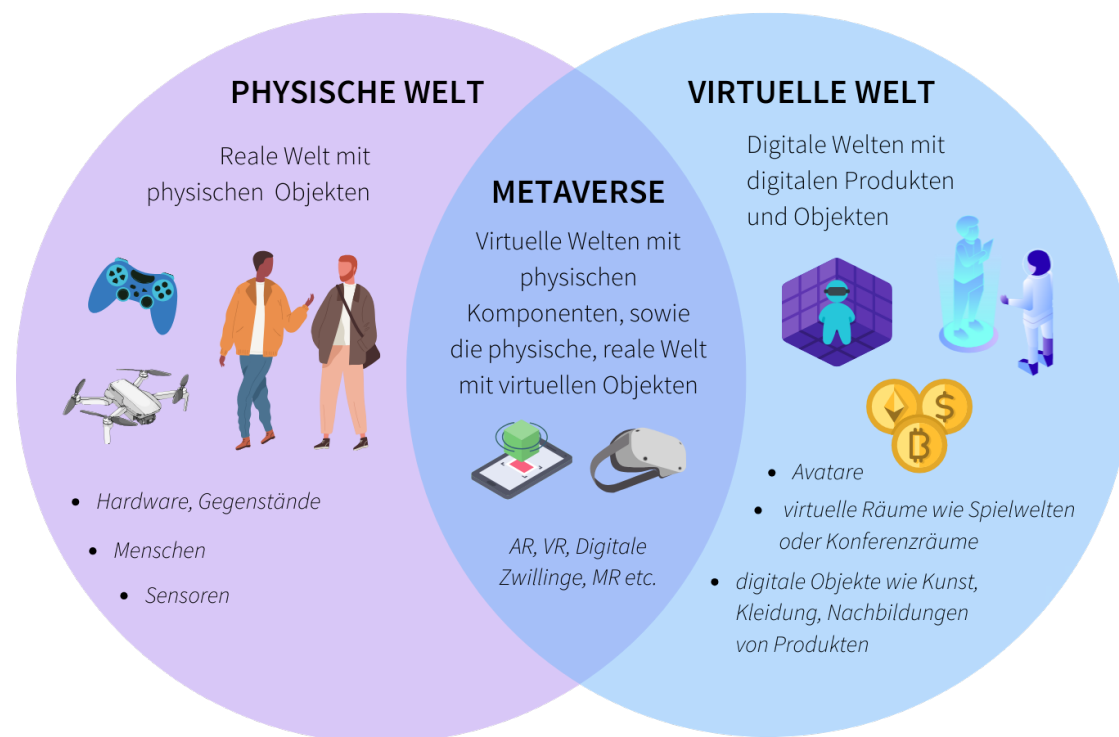 PHYSISCHE WELT
Reale Welt mit
physischen Objekten
Hardware, Gegenstände
Menschen
Sensoren
METAVERSE
Virtuelle Welten mit
physischen
Komponenten, sowie
die physische, reale Welt
mit virtuellen Objekten
AR, VR, Digitale
Zwillinge, MR etc.
VIRTUELLE WELT
Digitale Welten mit
digitalen Produkten
und Objekten
$
Avatare
virtuelle Räume wie Spielwelten
oder Konferenzräume
digitale Objekte wie Kunst,
Kleidung, Nachbildungen
von Produkten